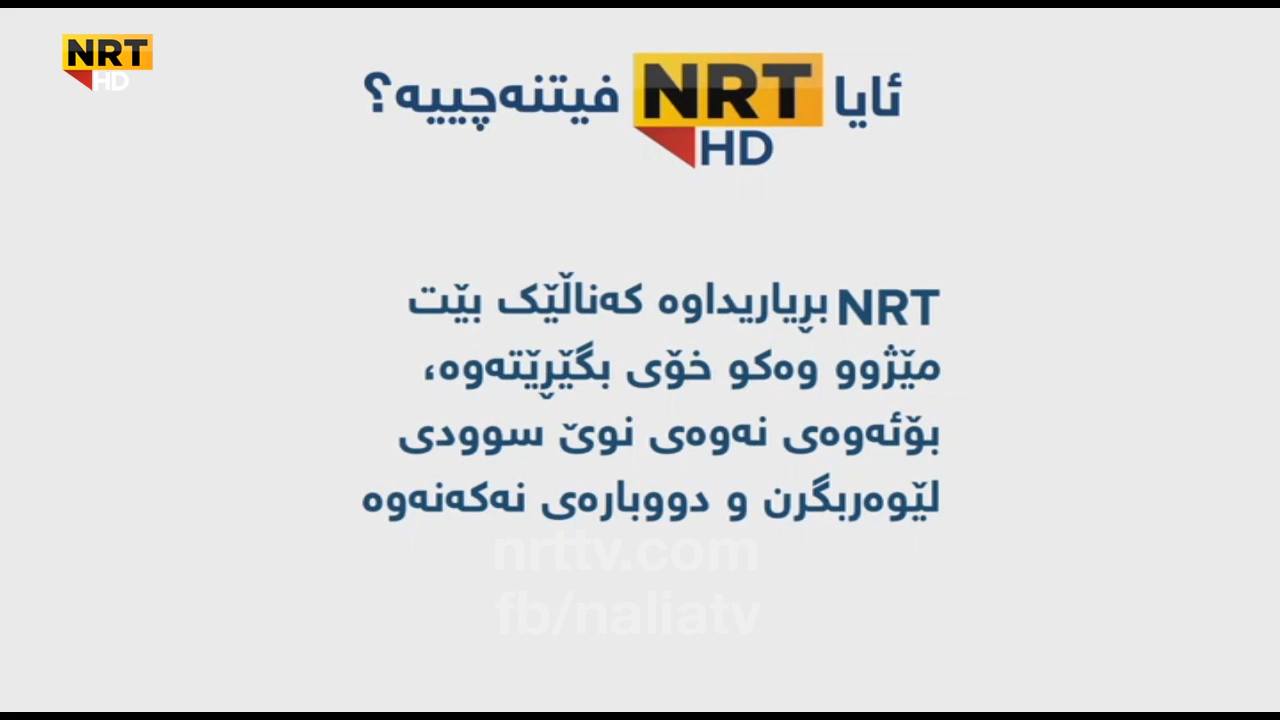 NRT
HD
ئایا NRT HD فیتنەچییە؟
NRT بڕیاریداوە کەناڵێک بێت
مێژوو وەکو خۆی بگێڕێتەوە،
بۆئەوەی نەوەی نوێ سوودی
لێوەربگرن و دووبارەی نەکەنەوە
nrttv.com
fb/naliatv